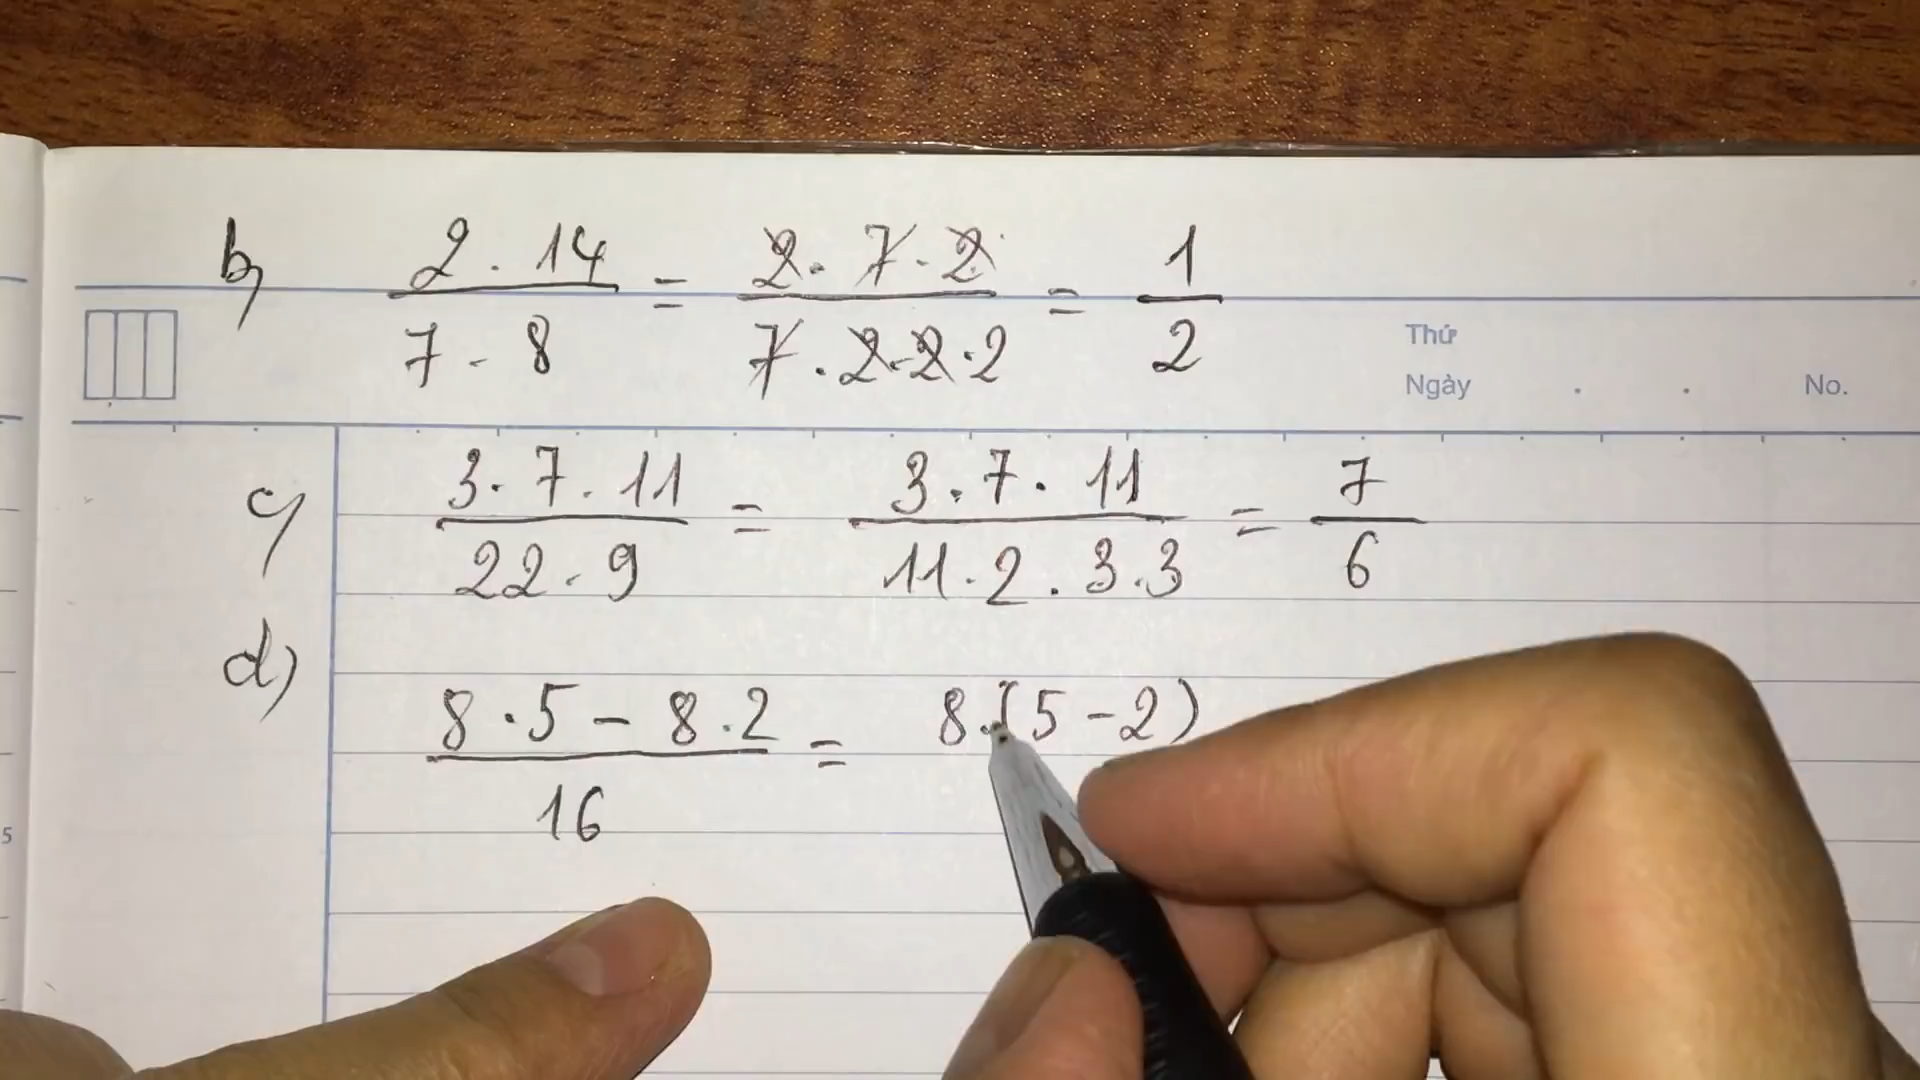 b) 2 . 14 / 7 . 8 = 2 . 7 . 2 / 7 . 2 . 2 . 2 = 1 / 2
Thứ
Ngày . . No.
c) 3 . 7 . 11 / 22 . 9 = 3 . 7 . 11 / 11 . 2 . 3 . 3 = 7 / 6
d) 8 . 5 - 8 . 2 / 16 = 8 . (5 - 2)
5